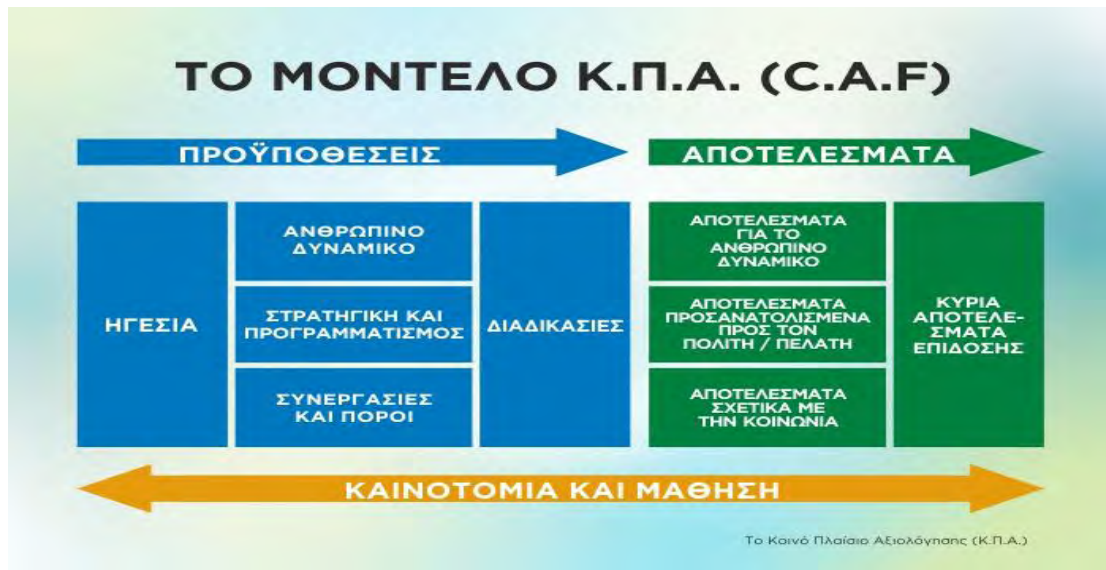 ΤΟ ΜΟΝΤΕΛΟ Κ.Π.Α. (C.A.F)
ΠΡΟΫΠΟΘΕΣΕΙΣ
ΑΠΟΤΕΛΕΣΜΑΤΑ
ΗΓΕΣΙΑ
ΑΝΘΡΩΠΙΝΟ
ΔΥΝΑΜΙΚΟ
ΣΤΡΑΤΗΓΙΚΗ ΚΑΙ
ΠΡΟΓΡΑΜΜΑΤΙΣΜΟΣ
ΣΥΝΕΡΓΑΣΙΕΣ
ΚΑΙ ΠΟΡΟΙ
ΔΙΑΔΙΚΑΣΙΕΣ
ΑΠΟΤΕΛΕΣΜΑΤΑ
ΓΙΑ ΤΟ
ΑΝΘΡΩΠΙΝΟ
ΔΥΝΑΜΙΚΟ
ΑΠΟΤΕΛΕΣΜΑΤΑ
ΠΡΟΣΑΝΑΤΟΛΙΣΜΕΝΑ
ΠΡΟΣ ΤΟΝ
ΠΟΛΙΤΗ / ΠΕΛΑΤΗ
ΑΠΟΤΕΛΕΣΜΑΤΑ
ΣΧΕΤΙΚΑ ΜΕ
ΤΗΝ ΚΟΙΝΩΝΙΑ
ΚΥΡΙΑ
ΑΠΟΤΕΛΕ-
ΣΜΑΤΑ
ΕΠΙΔΟΣΗΣ
ΚΑΙΝΟΤΟΜΙΑ ΚΑΙ ΜΑΘΗΣΗ
Το Κοινό Πλαίσιο Αξιολόγησης (Κ.Π.Α.)